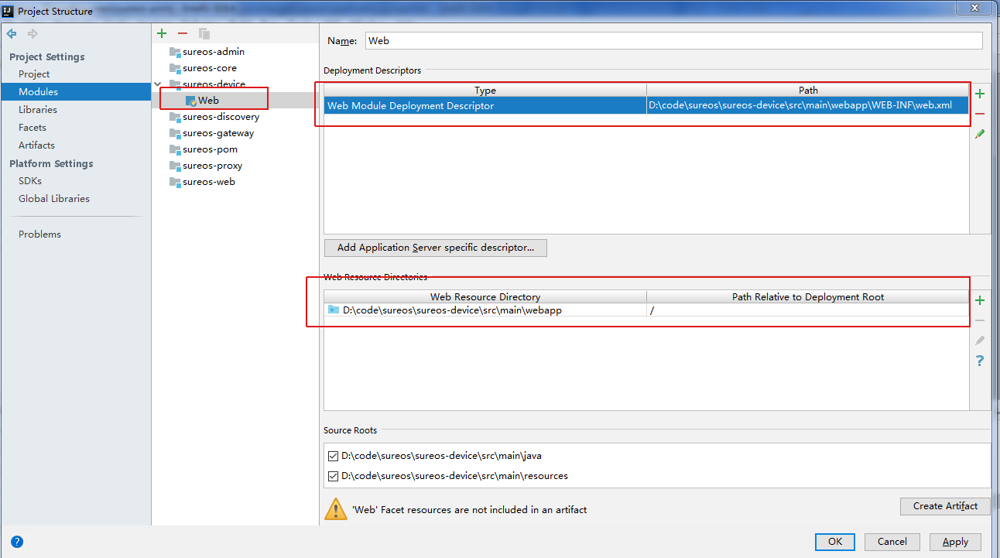 Project Structure
Project Settings
Project
Modules
Libraries
Facets
Artifacts
Platform Settings
SDKs
Global Libraries
Problems
sureos-admin
sureos-core
sureos-device
Web
sureos-discovery
sureos-gateway
sureos-pom
sureos-proxy
sureos-web
Name: Web
Deployment Descriptors
Type Path
Web Module Deployment Descriptor D:\code\sureos\sureos-device\src\main\webapp\WEB-INF\web.xml
Add Application Server specific descriptor...
Web Resource Directories
Web Resource Directory Path Relative to Deployment Root
D:\code\sureos\sureos-device\src\main\webapp /
Source Roots
D:\code\sureos\sureos-device\src\main\java
D:\code\sureos\sureos-device\src\main\resources
'Web' Facet resources are not included in an artifact
Create Artifact
OK Cancel Apply